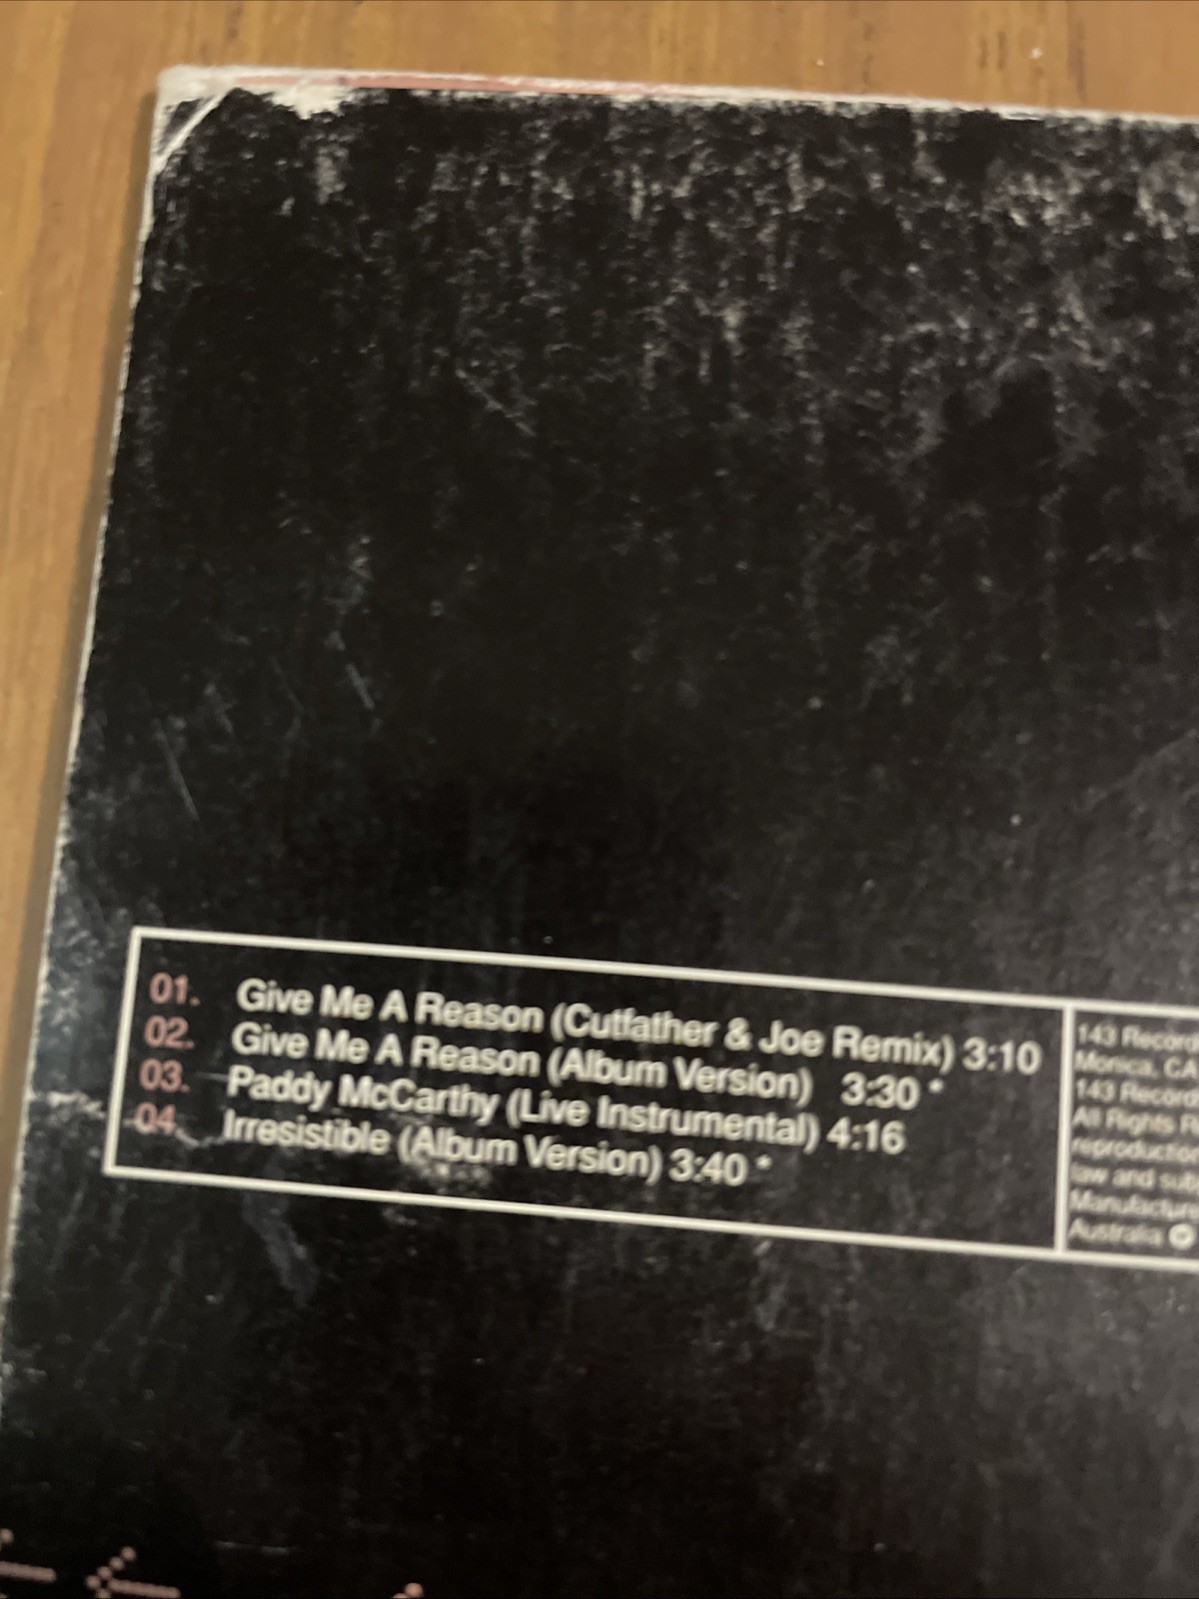 01. Give Me A Reason (Cutfather & Joe Remix) 3:10
02. Give Me A Reason (Album Version) 3:30 *
03. Paddy McCarthy (Live Instrumental) 4:16
04. Irresistible (Album Version) 3:40 *
143 Record
Monica, CA
143 Record
All Rights R
reproductio
law and sub
Manufacture
Australia